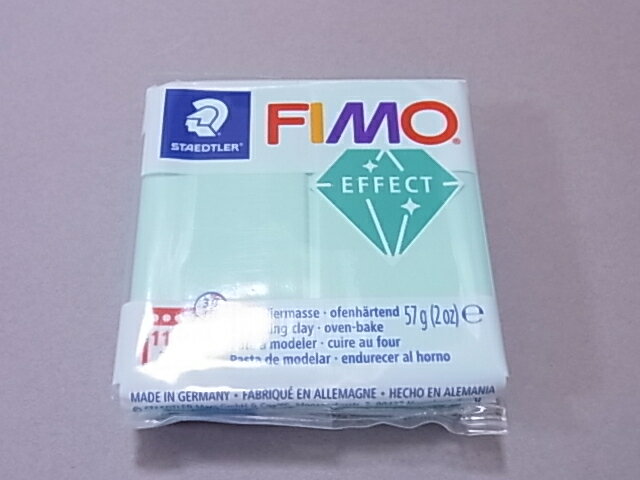 STAEDTLER
FIMO®
EFFECT
ofenhärtend 57 g (2 oz) ℮
clay · oven-bake
modeler · cuire au four
Pasta de modelar · endurecer al horno
MADE IN GERMANY · FABRIQUÉ EN ALLEMAGNE · HECHO EN ALEMANIA